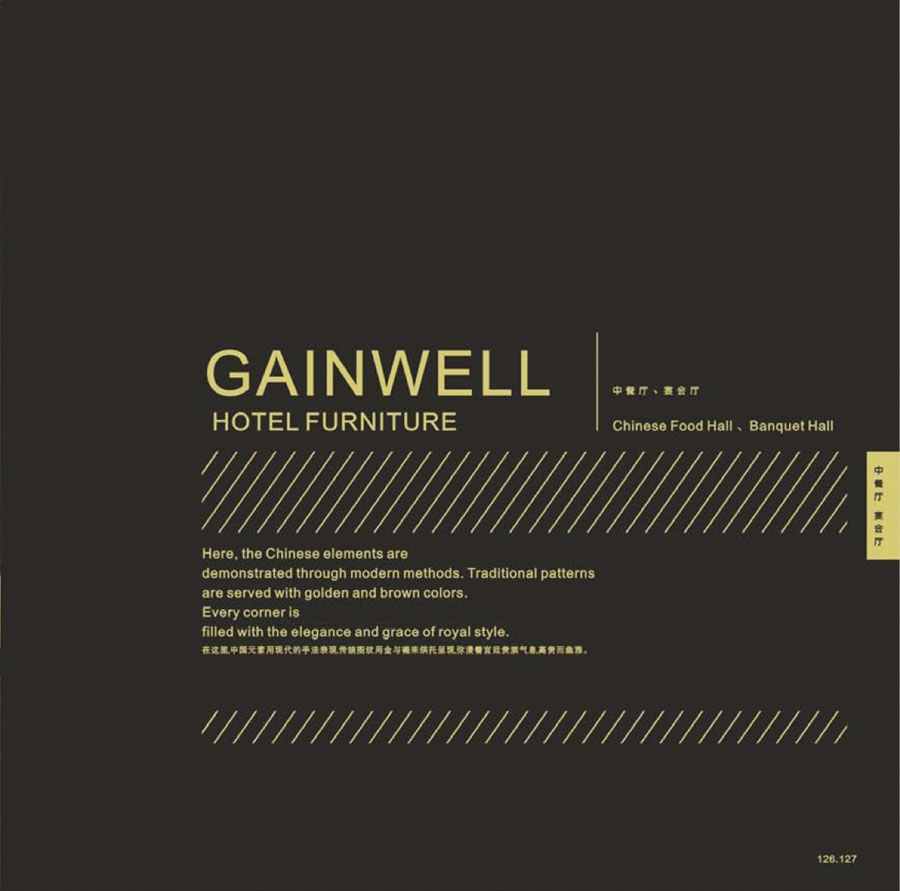 GAINWELL
HOTEL FURNITURE
中餐厅、宴会厅
Chinese Food Hall 、Banquet Hall
中餐厅 宴会厅
Here, the Chinese elements are
demonstrated through modern methods. Traditional patterns
are served with golden and brown colors.
Every corner is
filled with the elegance and grace of royal style.
在这里,中国元素用现代的手法表现,传统图纹用金与褐来烘托呈现,弥漫着宫廷贵族气息,高贵而幽雅。
126.127